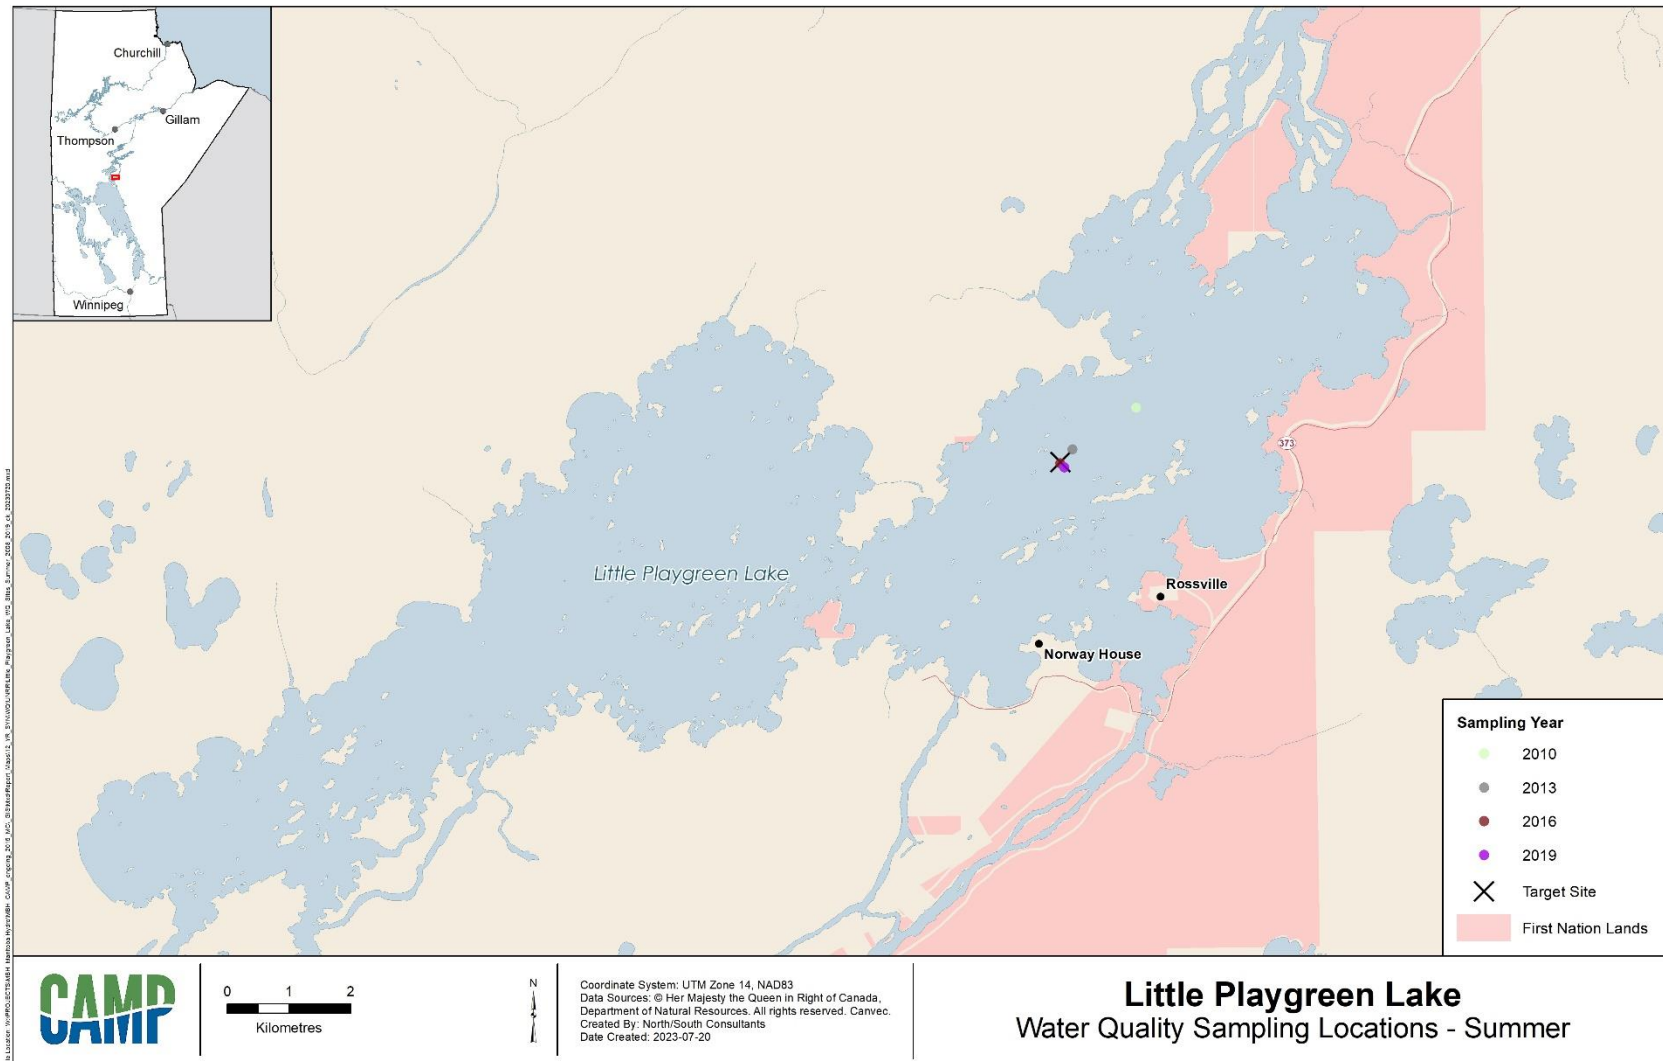 Churchill
Gillam
Thompson
Winnipeg
373
Little Playgreen Lake
Rossville
Norway House
Sampling Year
2010
2013
2016
2019
Target Site
First Nation Lands
CAMP
0 1 2
Kilometres
N
Coordinate System: UTM Zone 14, NAD83
Data Sources: © Her Majesty the Queen in Right of Canada,
Department of Natural Resources. All rights reserved. Canvec.
Created By: North/South Consultants
Date Created: 2023-07-20
Little Playgreen Lake
Water Quality Sampling Locations - Summer